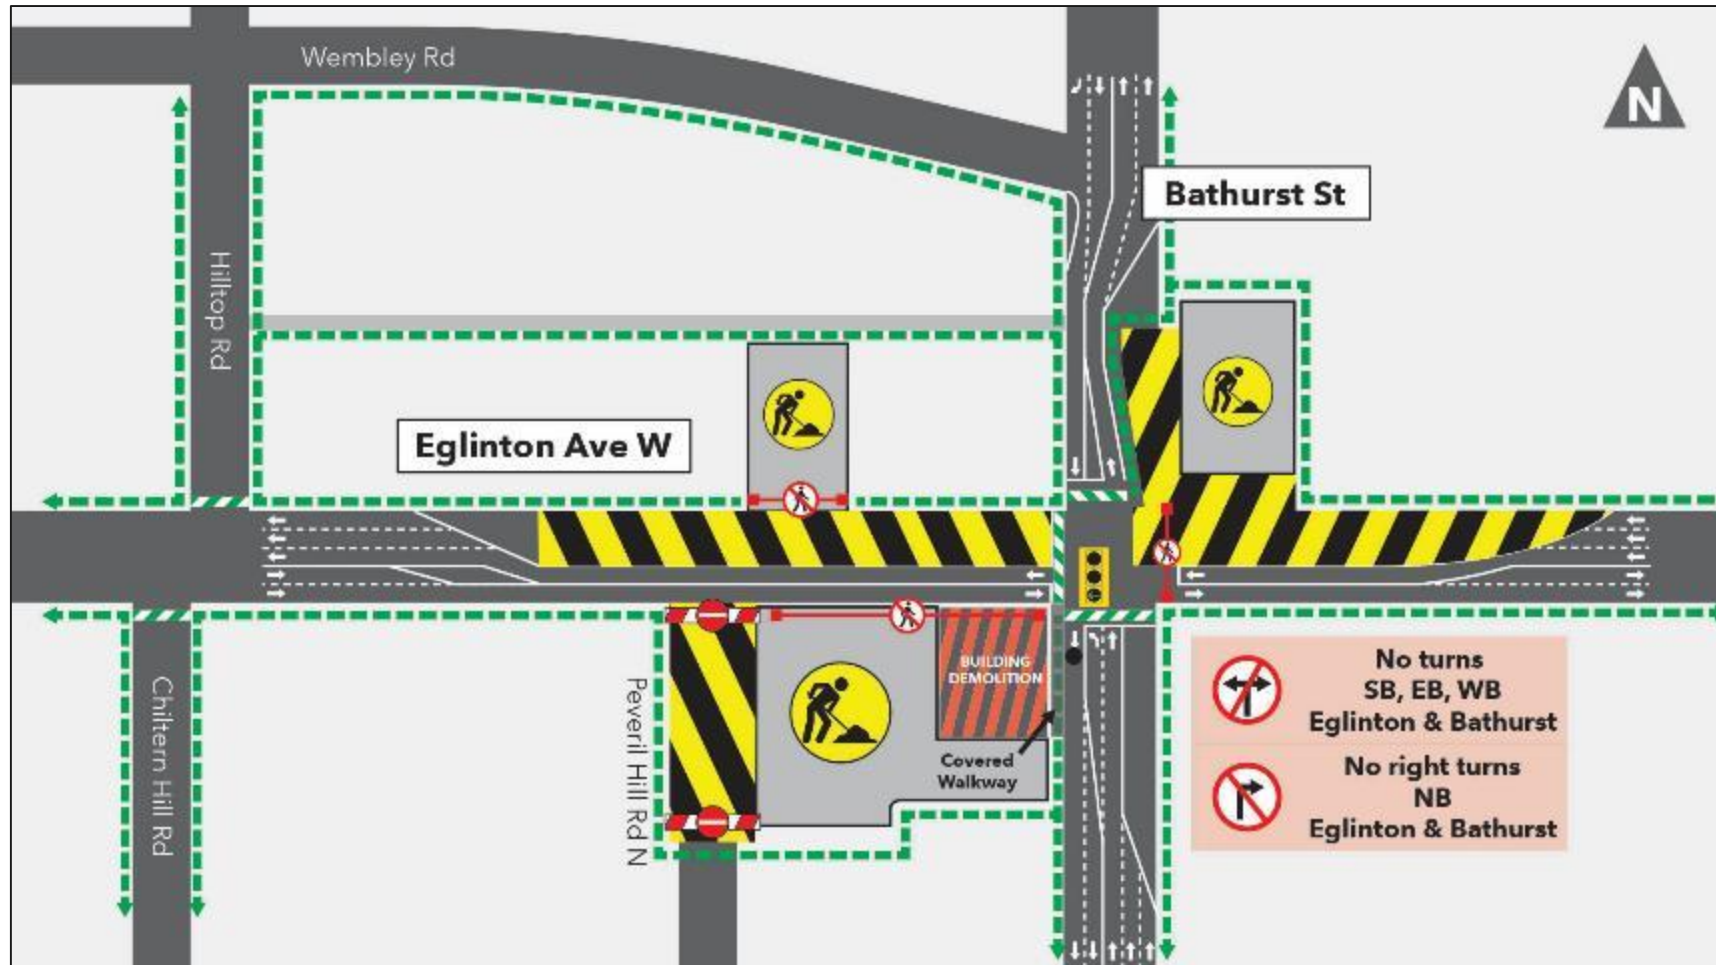 Wembley Rd
N
Bathurst St
Hilltop Rd
Eglinton Ave W
BUILDING
DEMOLITION
Covered
Walkway
Peveril Hill Rd N
Chiltern Hill Rd
No turns
SB, EB, WB
Eglinton & Bathurst
No right turns
NB
Eglinton & Bathurst